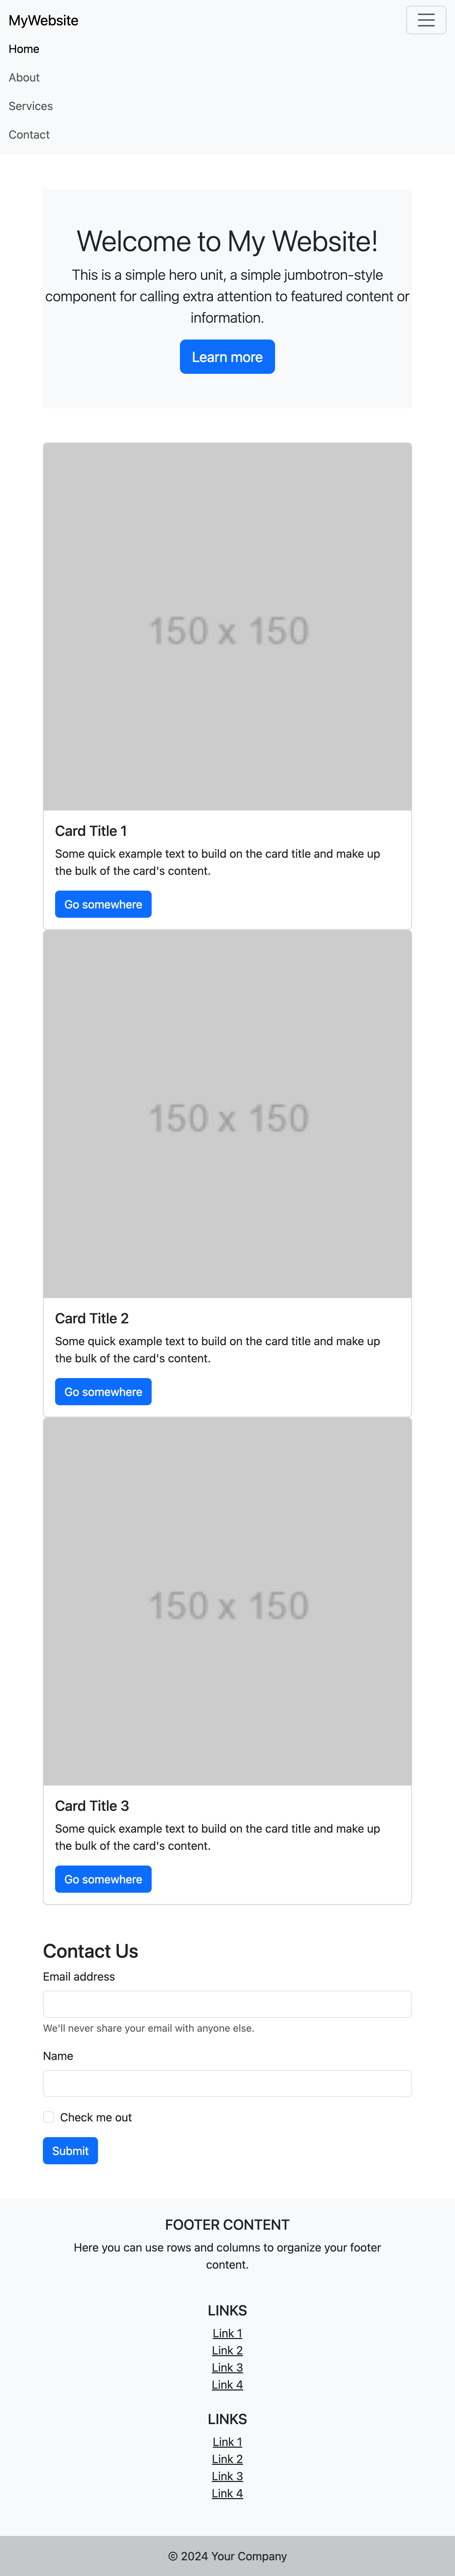 MyWebsite
Home
About
Services
Contact
Welcome to My Website!
This is a simple hero unit, a simple jumbotron-style
component for calling extra attention to featured content or
information.
Learn more
150 x 150
Card Title 1
Some quick example text to build on the card title and make up
the bulk of the card's content.
Go somewhere
150 x 150
Card Title 2
Some quick example text to build on the card title and make up
the bulk of the card's content.
Go somewhere
150 x 150
Card Title 3
Some quick example text to build on the card title and make up
the bulk of the card's content.
Go somewhere
Contact Us
Email address
We'll never share your email with anyone else.
Name
Check me out
Submit
FOOTER CONTENT
Here you can use rows and columns to organize your footer
content.
LINKS
Link 1
Link 2
Link 3
Link 4
LINKS
Link 1
Link 2
Link 3
Link 4
© 2024 Your Company